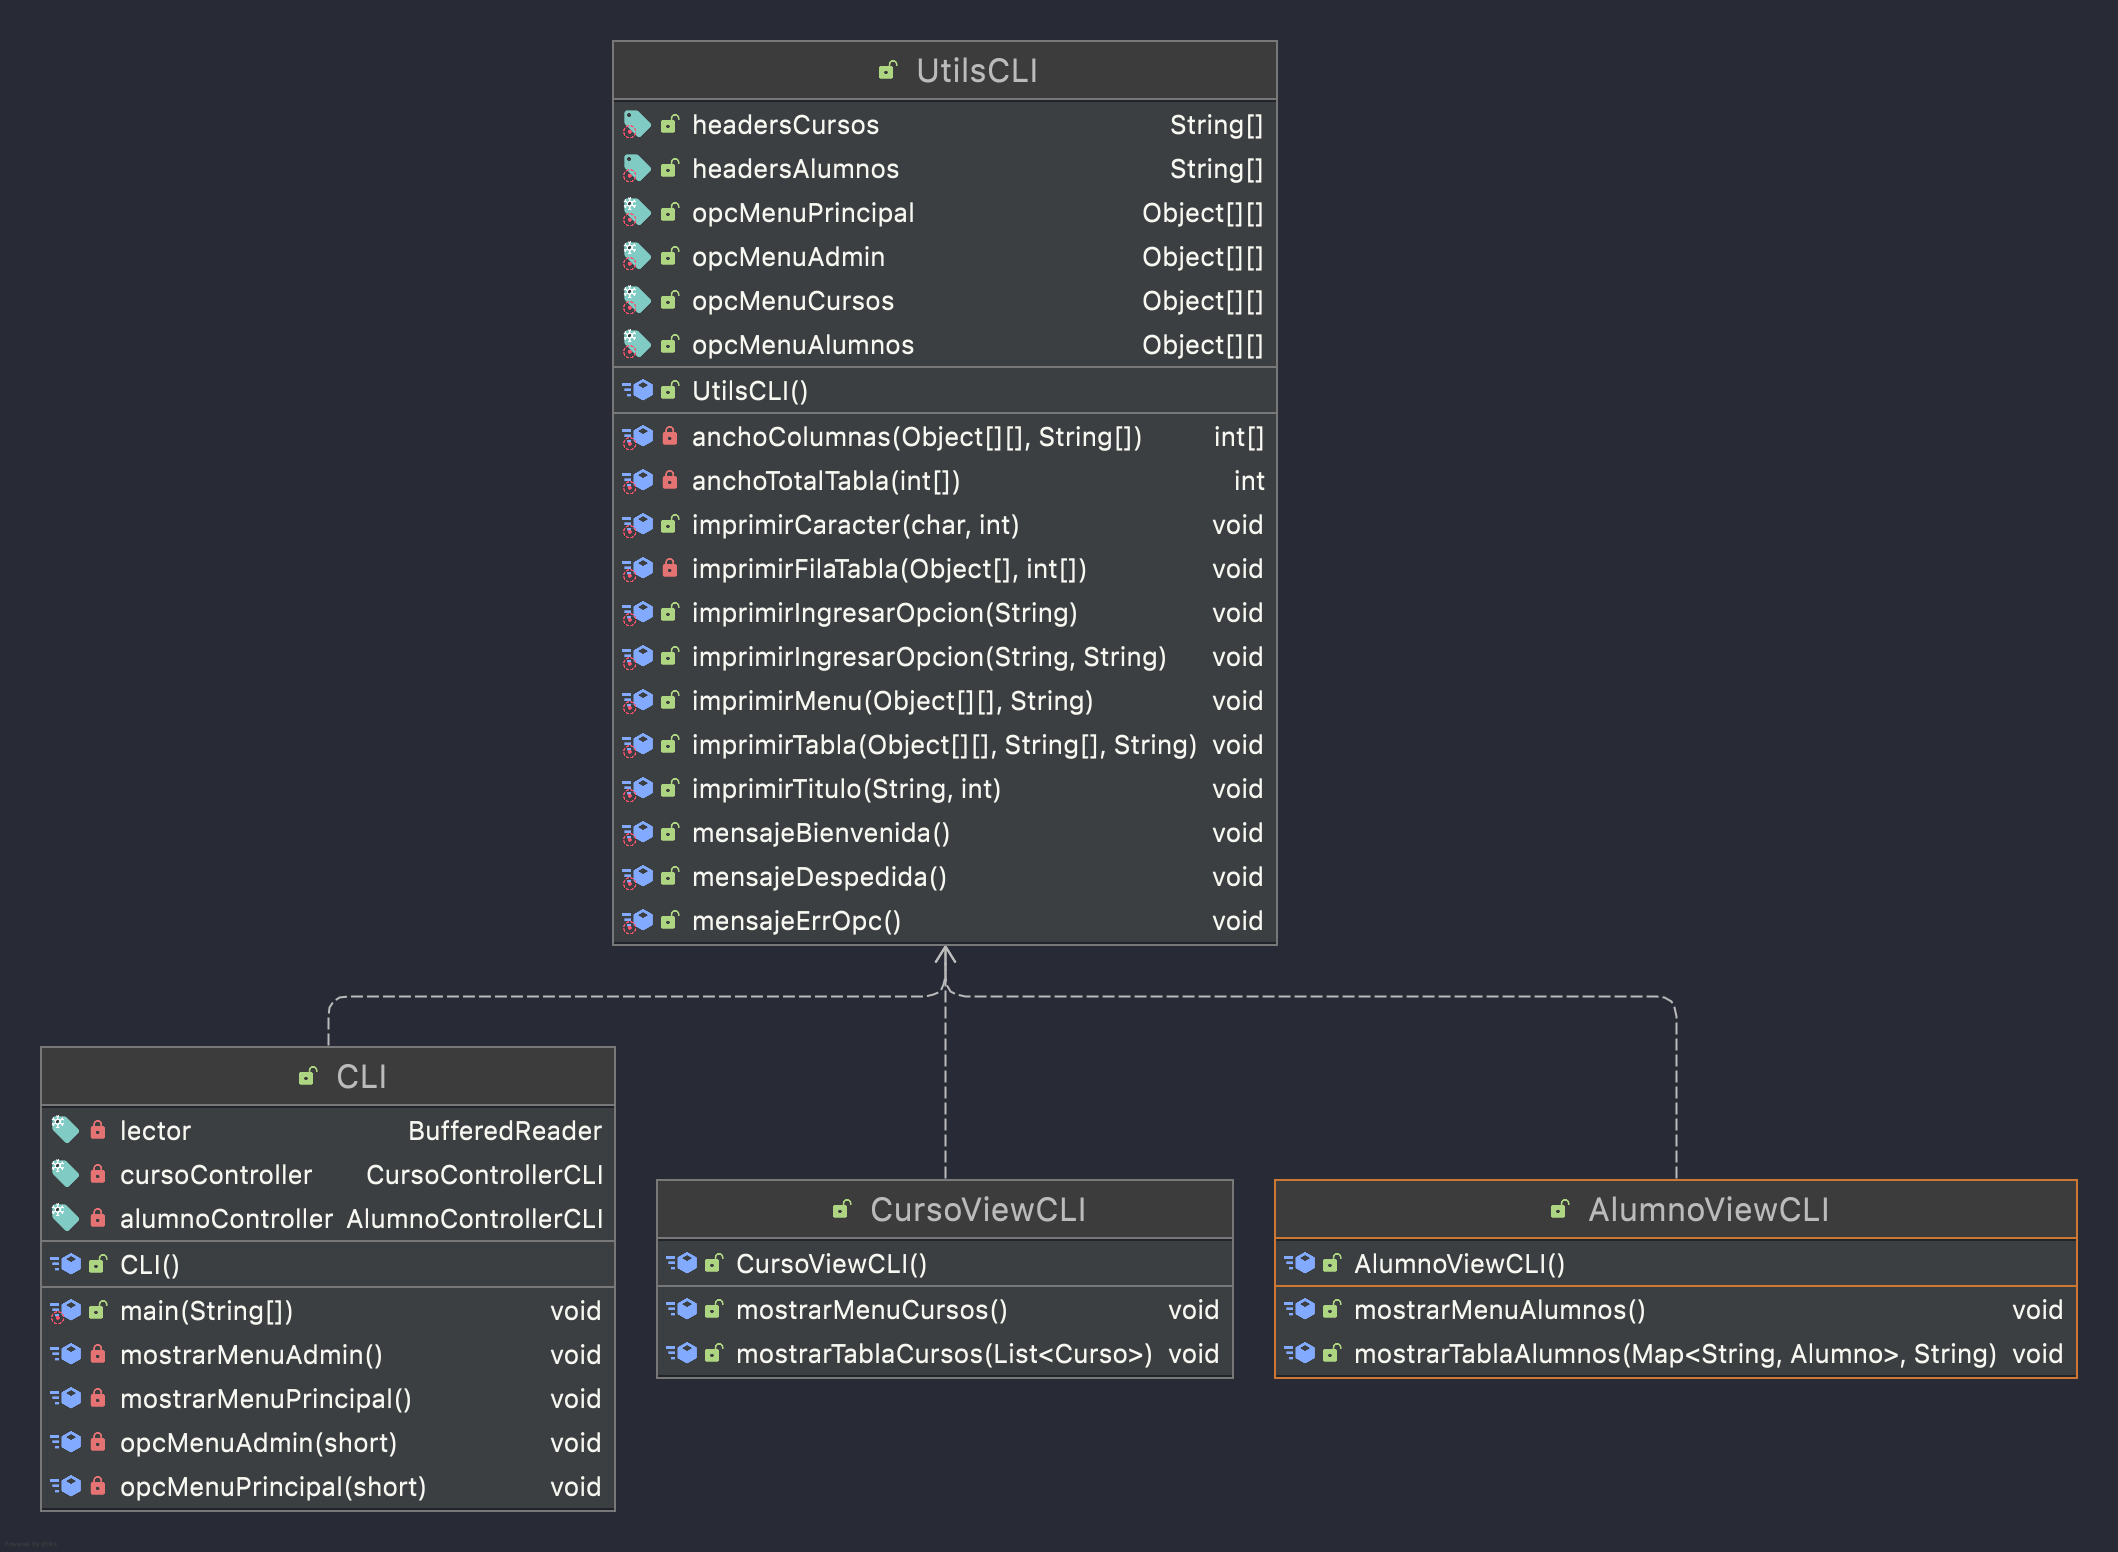 UtilsCLI
headersCursos String[]
headersAlumnos String[]
opcMenuPrincipal Object[][]
opcMenuAdmin Object[][]
opcMenuCursos Object[][]
opcMenuAlumnos Object[][]
UtilsCLI()
anchoColumnas(Object[][], String[]) int[]
anchoTotalTabla(int[]) int
imprimirCaracter(char, int) void
imprimirFilaTabla(Object[], int[]) void
imprimirIngresarOpcion(String) void
imprimirIngresarOpcion(String, String) void
imprimirMenu(Object[][], String) void
imprimirTabla(Object[][], String[], String) void
imprimirTitulo(String, int) void
mensajeBienvenida() void
mensajeDespedida() void
mensajeErrOpc() void
CLI
lector BufferedReader
cursoController CursoControllerCLI
alumnoController AlumnoControllerCLI
CLI()
main(String[]) void
mostrarMenuAdmin() void
mostrarMenuPrincipal() void
opcMenuAdmin(short) void
opcMenuPrincipal(short) void
CursoViewCLI
CursoViewCLI()
mostrarMenuCursos() void
mostrarTablaCursos(List<Curso>) void
AlumnoViewCLI
AlumnoViewCLI()
mostrarMenuAlumnos() void
mostrarTablaAlumnos(Map<String, Alumno>, String) void